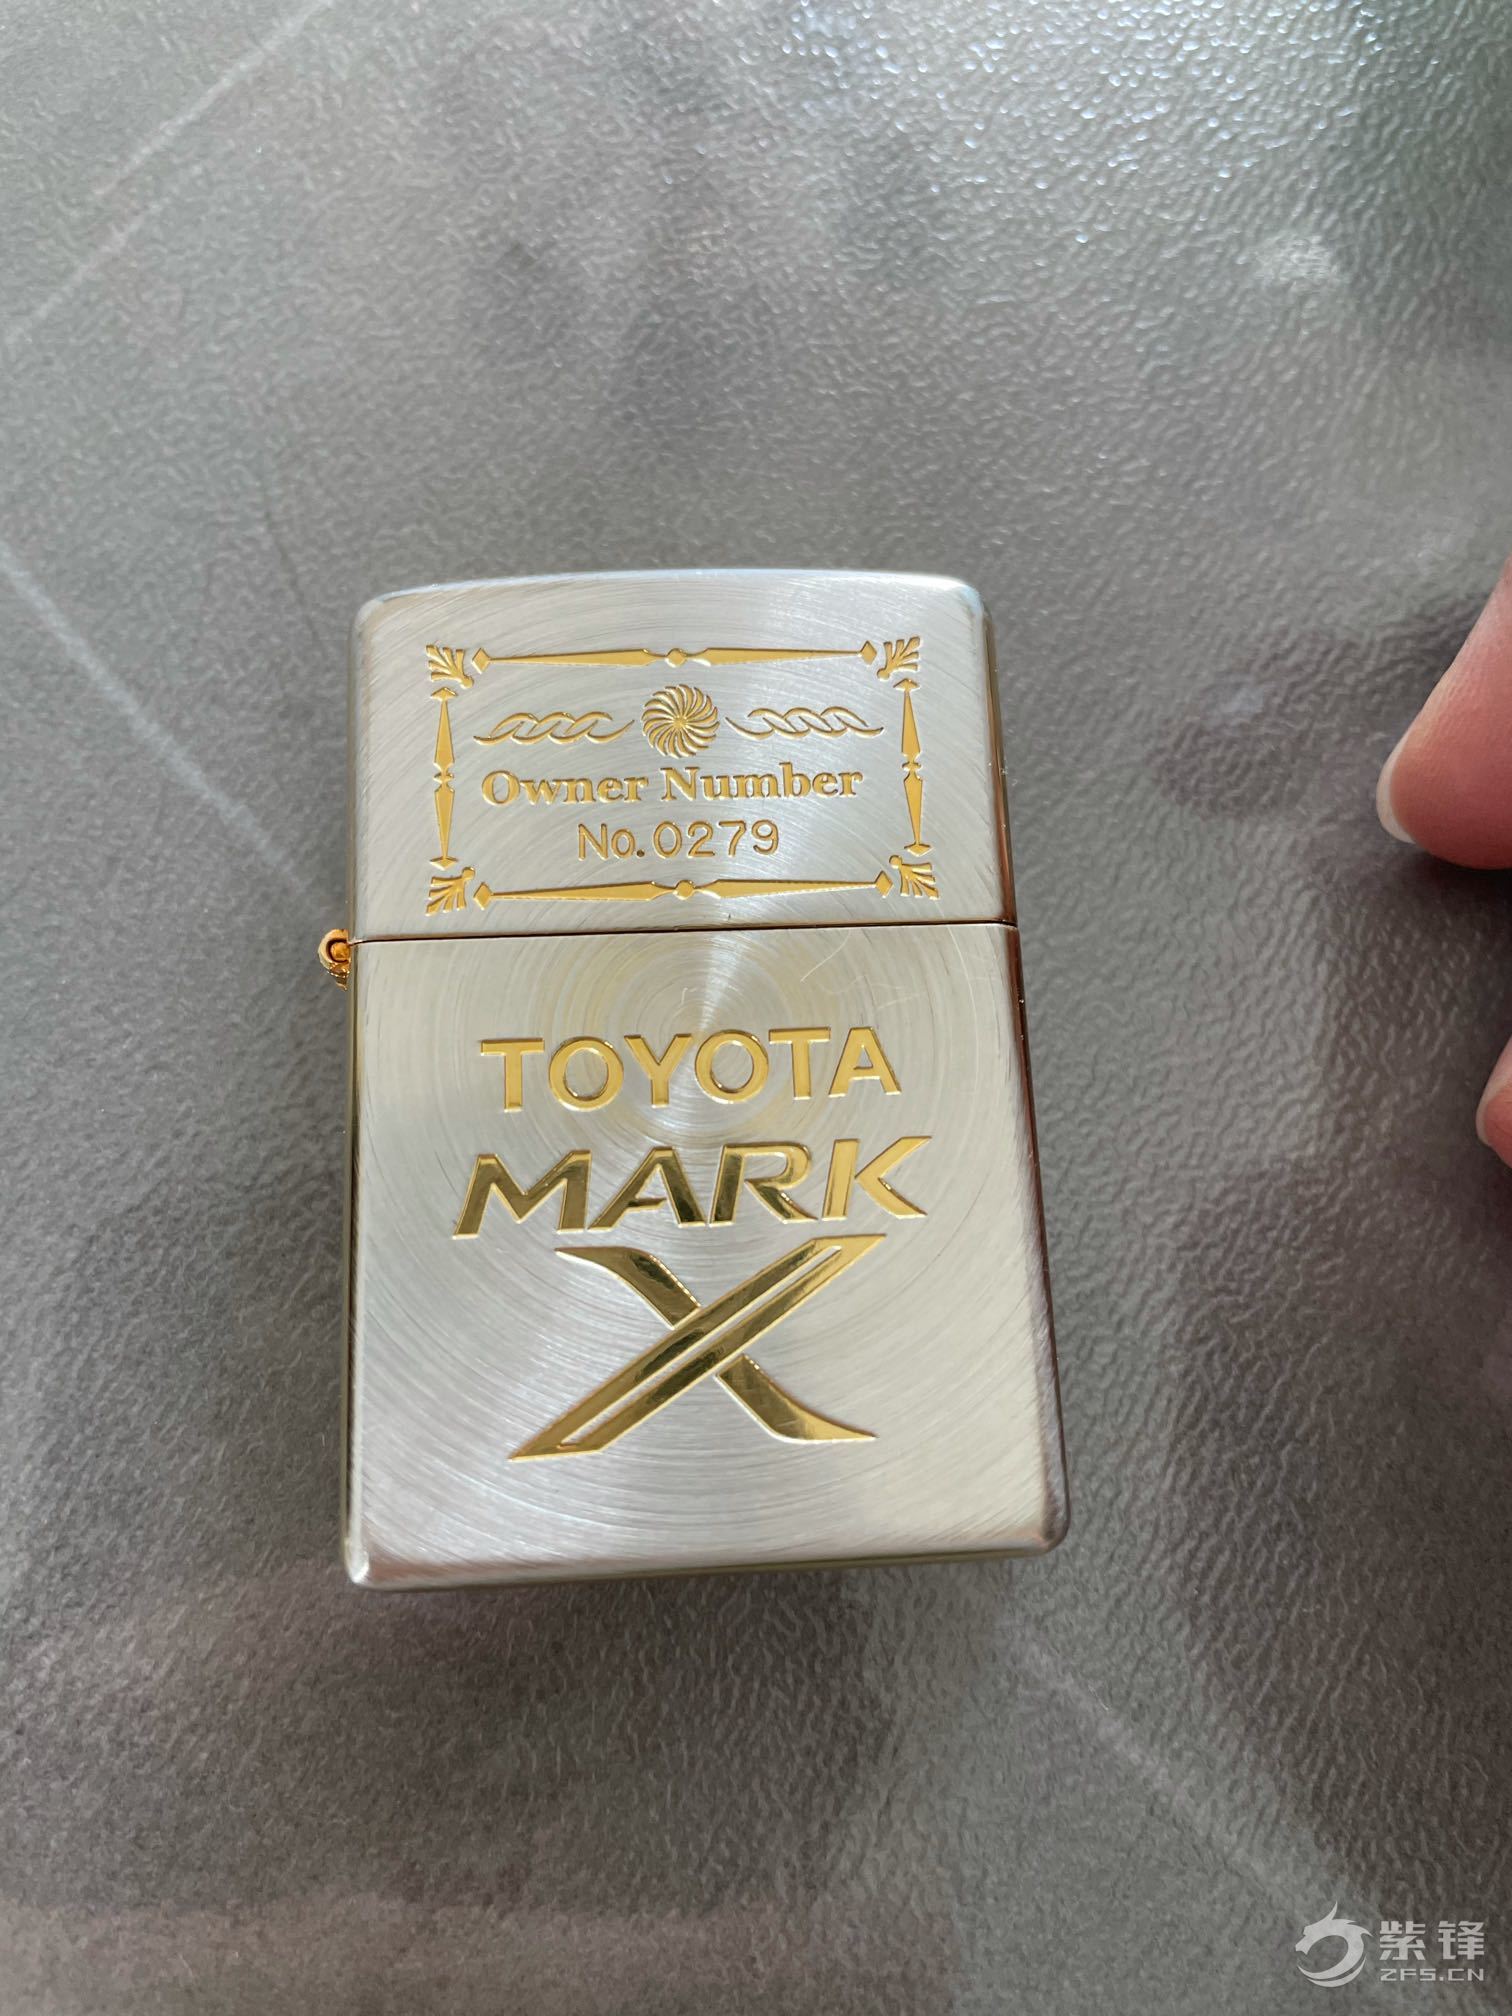 Owner Number
No.0279
TOYOTA
MARK
X
紫锋
ZFS.CN